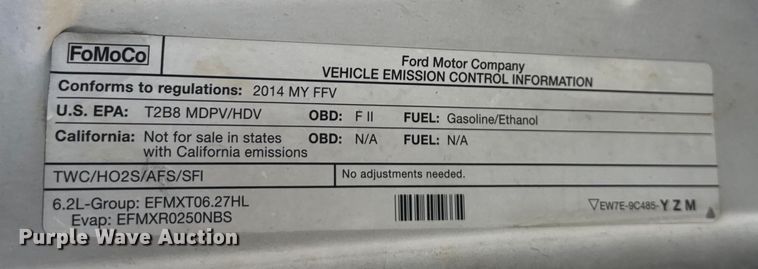 FoMoCo
Ford Motor Company
VEHICLE EMISSION CONTROL INFORMATION
Conforms to regulations: 2014 MY FFV
U.S. EPA: T2B8 MDPV/HDV OBD: F II FUEL: Gasoline/Ethanol
California: Not for sale in states OBD: N/A FUEL: N/A
with California emissions
TWC/HO2S/AFS/SFI No adjustments needed.
6.2L-Group: EFMXT06.27HL
Evap: EFMXR0250NBS
▽EW7E-9C485-YZM
Purple Wave Auction